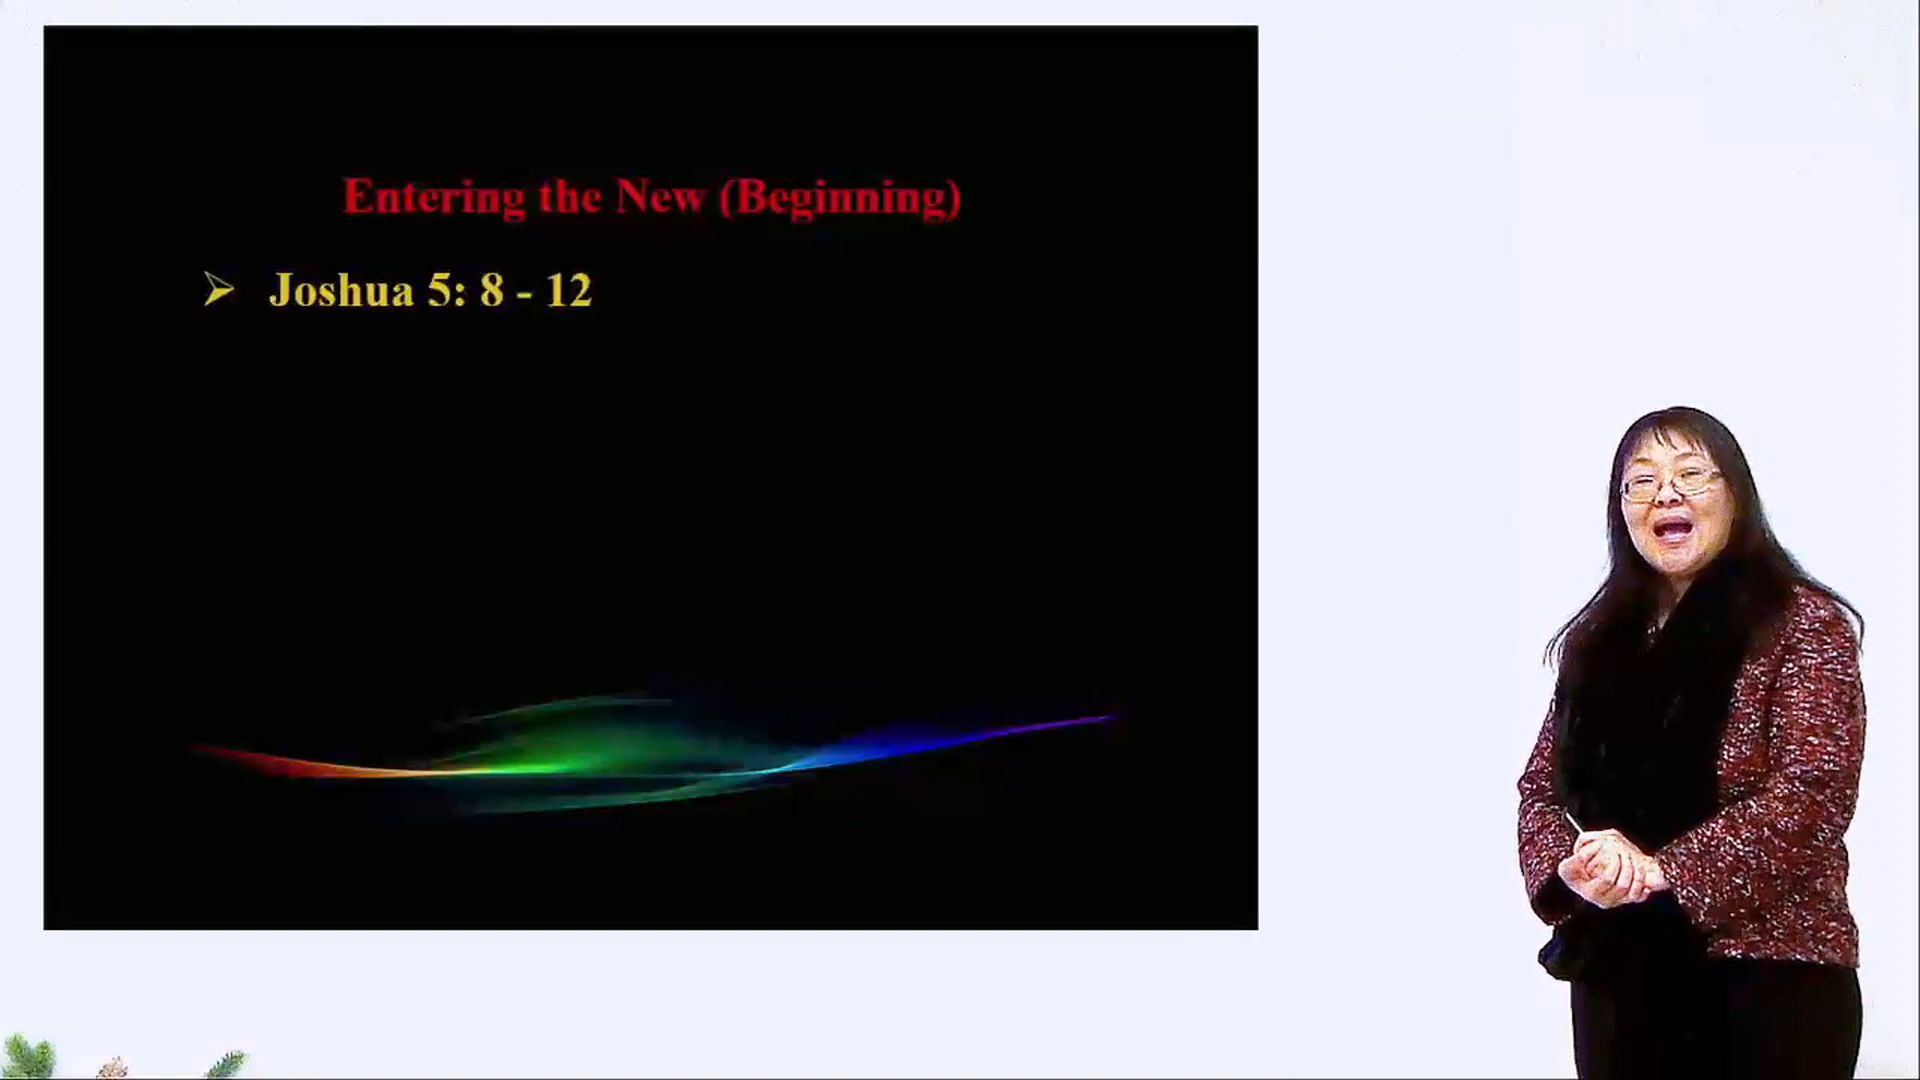 Entering the New (Beginning)
➢ Joshua 5: 8 - 12